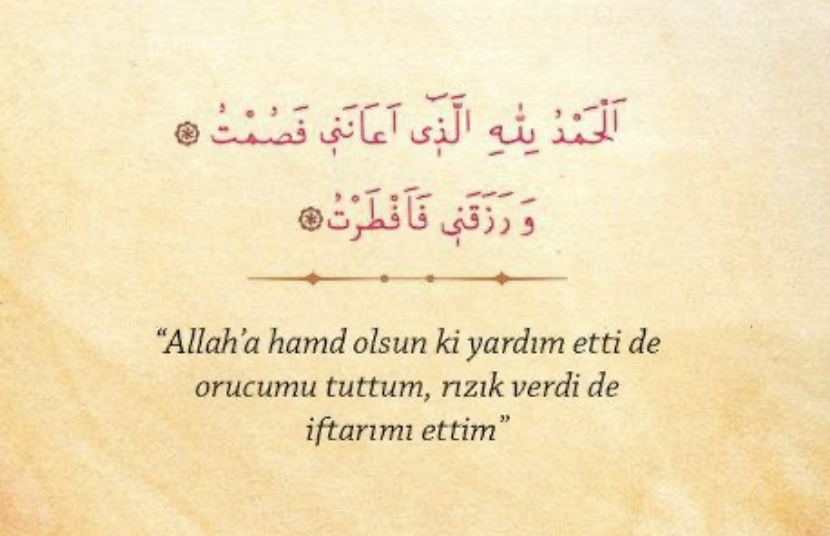 اَلْحَمْدُ لِلّٰهِ الَّذ۪ٓى اَعَانَن۪ى فَصُمْتُ ۞
وَ رَزَقَن۪ى فَاَفْطَرْتُ ۞
“Allah’a hamd olsun ki yardım etti de
orucumu tuttum, rızık verdi de
iftarımı ettim”